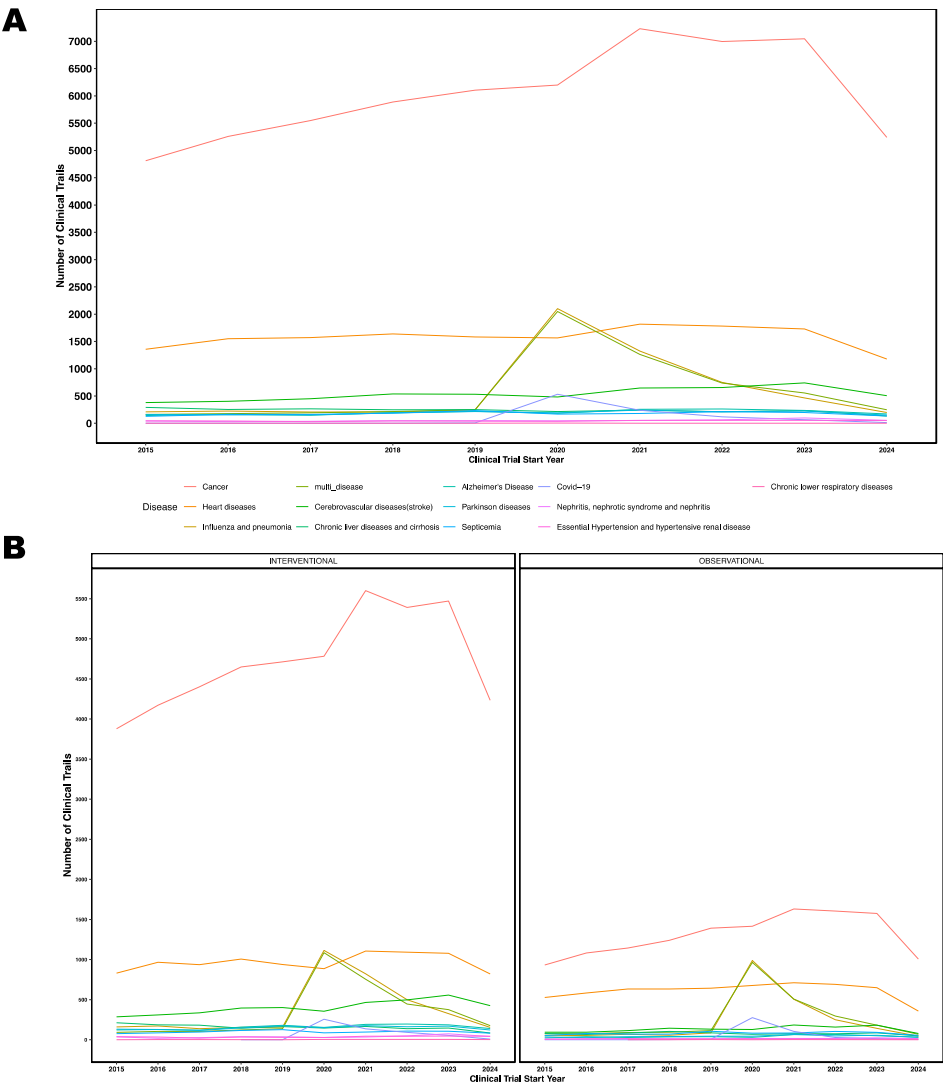 A
7000
6500
6000
5500
5000
4500
4000
3500
3000
2500
2000
1500
1000
500
0
Number of Clinical Trails
2015 2016 2017 2018 2019 2020 2021 2022 2023 2024
Clinical Trial Start Year
Disease
Cancer multi_disease Alzheimer's Disease Covid−19 Chronic lower respiratory diseases
Heart diseases Cerebrovascular diseases(stroke) Parkinson diseases Nephritis, nephrotic syndrome and nephritis
Influenza and pneumonia Chronic liver diseases and cirrhosis Septicemia Essential Hypertension and hypertensive renal disease
B
INTERVENTIONAL OBSERVATIONAL
5500
5000
4500
4000
3500
3000
2500
2000
1500
1000
500
0
Number of Clinical Trails
2015 2016 2017 2018 2019 2020 2021 2022 2023 2024 2015 2016 2017 2018 2019 2020 2021 2022 2023 2024
Clinical Trial Start Year